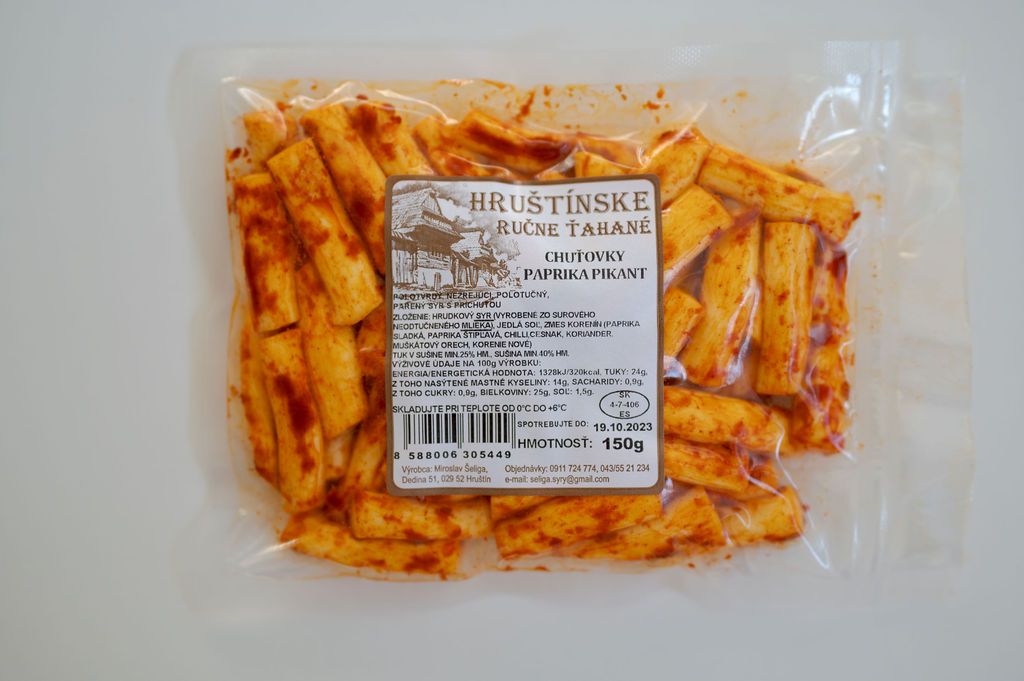 HRUŠTÍNSKE
RUČNE ŤAHANÉ
CHUŤOVKY
PAPRIKA PIKANT
POLOTVRDÝ, NEZREJÚCI, POLOTUČNÝ,
PARENÝ SYR S PRÍCHUŤOU
ZLOŽENIE: HRUDKOVÝ SYR (VYROBENÉ ZO SUROVÉHO
NEODTUČNENÉHO MLIEKA), JEDLÁ SOĽ, ZMES KORENÍN (PAPRIKA
SLADKÁ, PAPRIKA ŠTIPĽAVÁ, CHILLI,CESNAK, KORIANDER,
MUŠKÁTOVÝ ORECH, KORENIE NOVÉ)
TUK V SUŠINE MIN.25% HM., SUŠINA MIN.40% HM.
VÝŽIVOVÉ ÚDAJE NA 100g VÝROBKU:
ENERGIA/ENERGETICKÁ HODNOTA: 1328kJ/320kcal, TUKY: 24g,
Z TOHO NASÝTENÉ MASTNÉ KYSELINY: 14g, SACHARIDY: 0,9g,
Z TOHO CUKRY: 0,9g, BIELKOVINY: 25g, SOĽ: 1,5g.
SK
4-7-406
ES
SKLADUJTE PRI TEPLOTE OD 0°C DO +6°C
SPOTREBUJTE DO: 19.10.2023
HMOTNOSŤ: 150g
8 588006 305449
Výrobca: Miroslav Šeliga, Objednávky: 0911 724 774, 043/55 21 234
Dedina 51, 029 52 Hruštín e-mail: seliga.syry@gmail.com